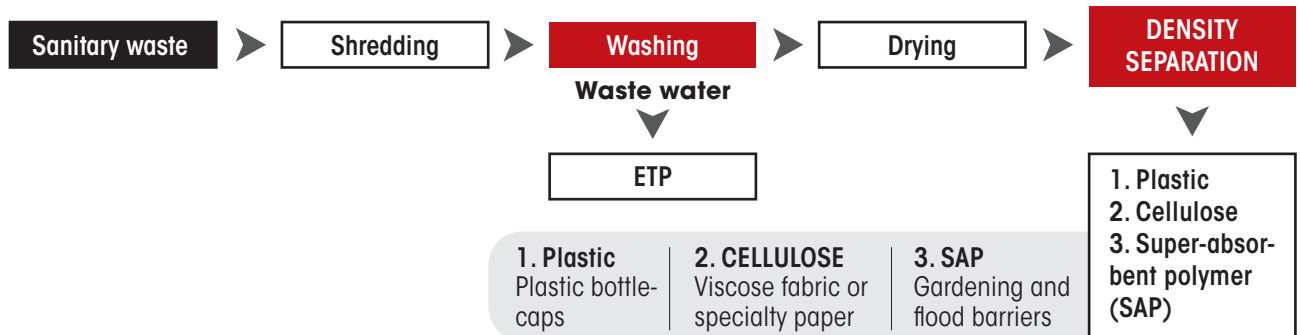 Sanitary waste
Shredding
Washing
Drying
DENSITY
SEPARATION
Waste water
ETP
1. Plastic
2. Cellulose
3. Super-absor-
bent polymer
(SAP)
1. Plastic
Plastic bottle-
caps
2. CELLULOSE
Viscose fabric or
specialty paper
3. SAP
Gardening and
flood barriers